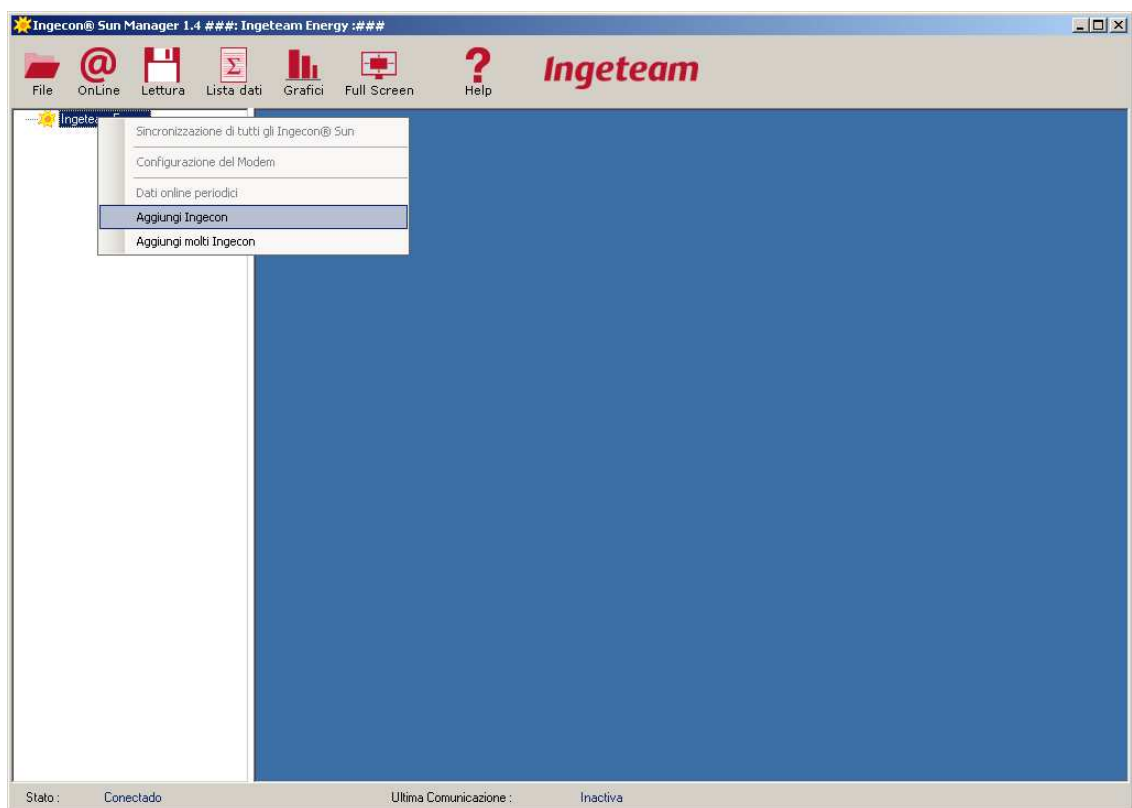 Ingecon® Sun Manager 1.4 ###: Ingeteam Energy :###
File OnLine Lettura Lista dati Grafici Full Screen Help Ingeteam
Sincronizzazione di tutti gli Ingecon® Sun
Configurazione del Modem
Dati online periodici
Aggiungi Ingecon
Aggiungi molti Ingecon
Stato : Conectado Ultima Comunicazione : Inactiva